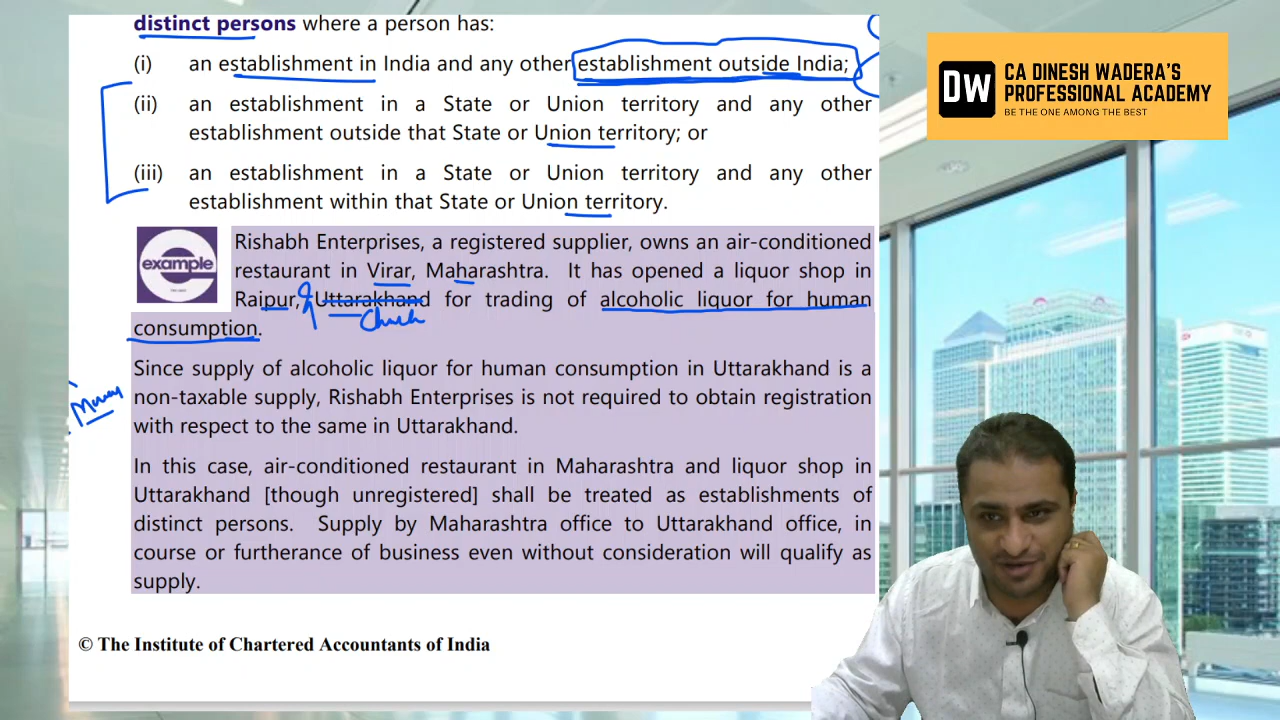 distinct persons where a person has:
(i) an establishment in India and any other establishment outside India;
(ii) an establishment in a State or Union territory and any other
establishment outside that State or Union territory; or
(iii) an establishment in a State or Union territory and any other
establishment within that State or Union territory.
example
Rishabh Enterprises, a registered supplier, owns an air-conditioned
restaurant in Virar, Maharashtra. It has opened a liquor shop in
Raipur, Uttarakhand for trading of alcoholic liquor for human
consumption.
Since supply of alcoholic liquor for human consumption in Uttarakhand is a
non-taxable supply, Rishabh Enterprises is not required to obtain registration
with respect to the same in Uttarakhand.
In this case, air-conditioned restaurant in Maharashtra and liquor shop in
Uttarakhand [though unregistered] shall be treated as establishments of
distinct persons. Supply by Maharashtra office to Uttarakhand office, in
course or furtherance of business even without consideration will qualify as
supply.
© The Institute of Chartered Accountants of India
DW
CA DINESH WADERA'S
PROFESSIONAL ACADEMY
BE THE ONE AMONG THE BEST